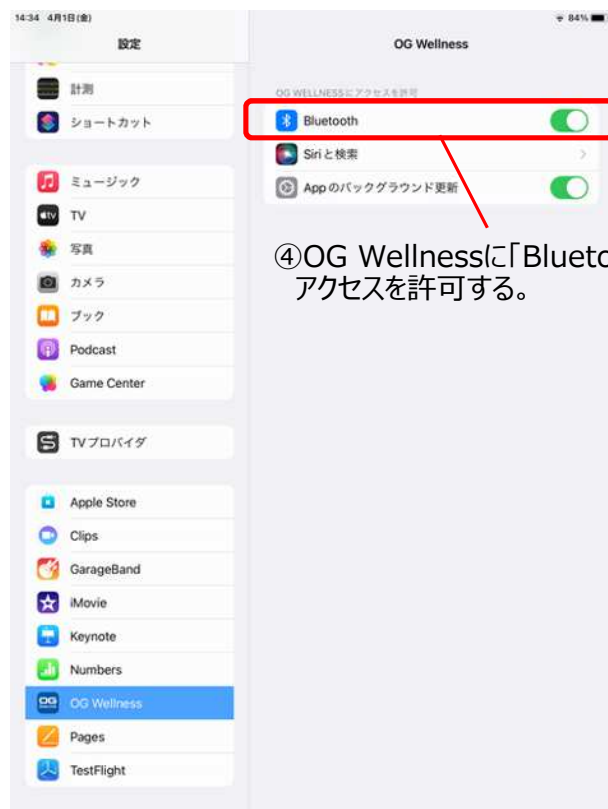 14:34 4月1日(金)
84%
設定
OG Wellness
計測
ショートカット
ミュージック
TV
写真
カメラ
ブック
Podcast
Game Center
TVプロバイダ
Apple Store
Clips
GarageBand
iMovie
Keynote
Numbers
OG Wellness
Pages
TestFlight
OG WELLNESSにアクセスを許可
Bluetooth
Siriと検索
Appのバックグラウンド更新
④OG Wellnessに「Blueto
アクセスを許可する。